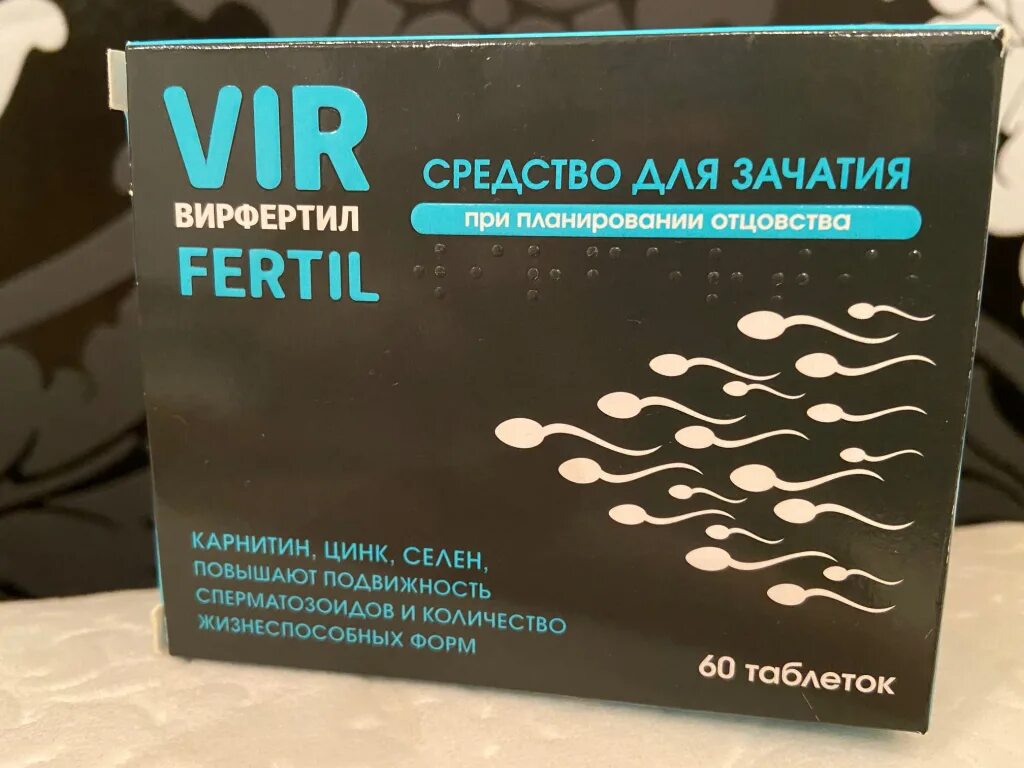 VIR
ВИРФЕРТИЛ
FERTIL
СРЕДСТВО ДЛЯ ЗАЧАТИЯ
при планировании отцовства
КАРНИТИН, ЦИНК, СЕЛЕН,
ПОВЫШАЮТ ПОДВИЖНОСТЬ
СПЕРМАТОЗОИДОВ И КОЛИЧЕСТВО
ЖИЗНЕСПОСОБНЫХ ФОРМ
60 таблеток